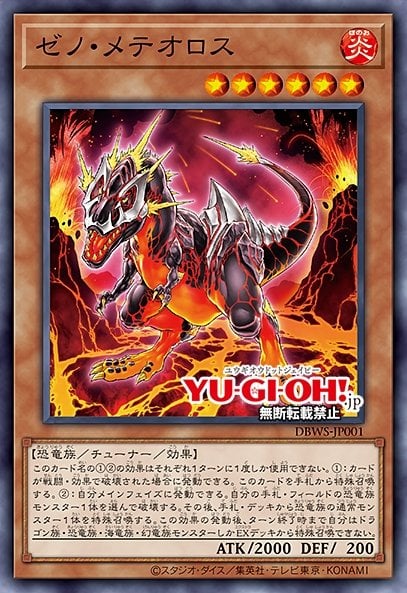 ゼノ・メテオロス
炎
ほのお
ユウギオウドットジェイピー
YU-GI-OH!.jp
無断転載禁止
DBWS-JP001
【恐竜族/チューナー/効果】
このカード名の①②の効果はそれぞれ1ターンに1度しか使用できない。①:カード
が戦闘・効果で破壊された場合に発動できる。このカードを手札から特殊召喚
する。②:自分メインフェイズに発動できる。自分の手札・フィールドの恐竜族
モンスター1体を選んで破壊する。その後、手札・デッキから恐竜族の通常モン
スター1体を特殊召喚する。この効果の発動後、ターン終了時まで自分はドラ
ゴン族・恐竜族・海竜族・幻竜族モンスターしかEXデッキから特殊召喚できない。
ATK/2000 DEF/ 200
©スタジオ・ダイス/集英社・テレビ東京・KONAMI